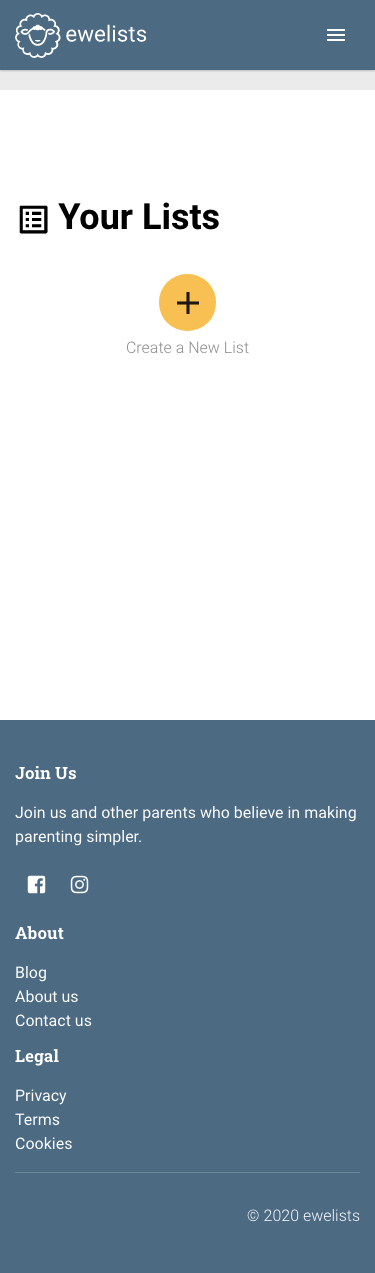 ewelists
Your Lists
Create a New List
Join Us
Join us and other parents who believe in making
parenting simpler.
About
Blog
About us
Contact us
Legal
Privacy
Terms
Cookies
© 2020 ewelists